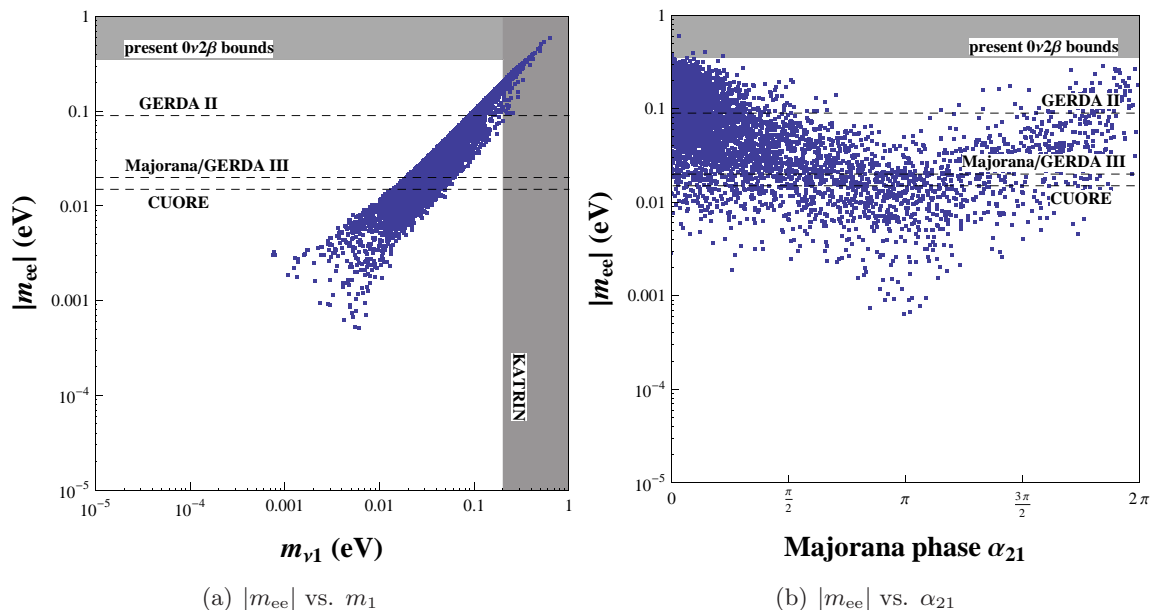 1
0.1
0.01
0.001
10⁻⁴
10⁻⁵
|m_ee| (eV)
present 0ν2β bounds
GERDA II
Majorana/GERDA III
CUORE
KATRIN
10⁻⁵
10⁻⁴
0.001
0.01
0.1
1
m_ν1 (eV)
(a) |m_ee| vs. m₁
1
0.1
0.01
0.001
10⁻⁴
10⁻⁵
|m_ee| (eV)
present 0ν2β bounds
GERDA II
Majorana/GERDA III
CUORE
0
π/2
π
3π/2
2π
Majorana phase α₂₁
(b) |m_ee| vs. α₂₁